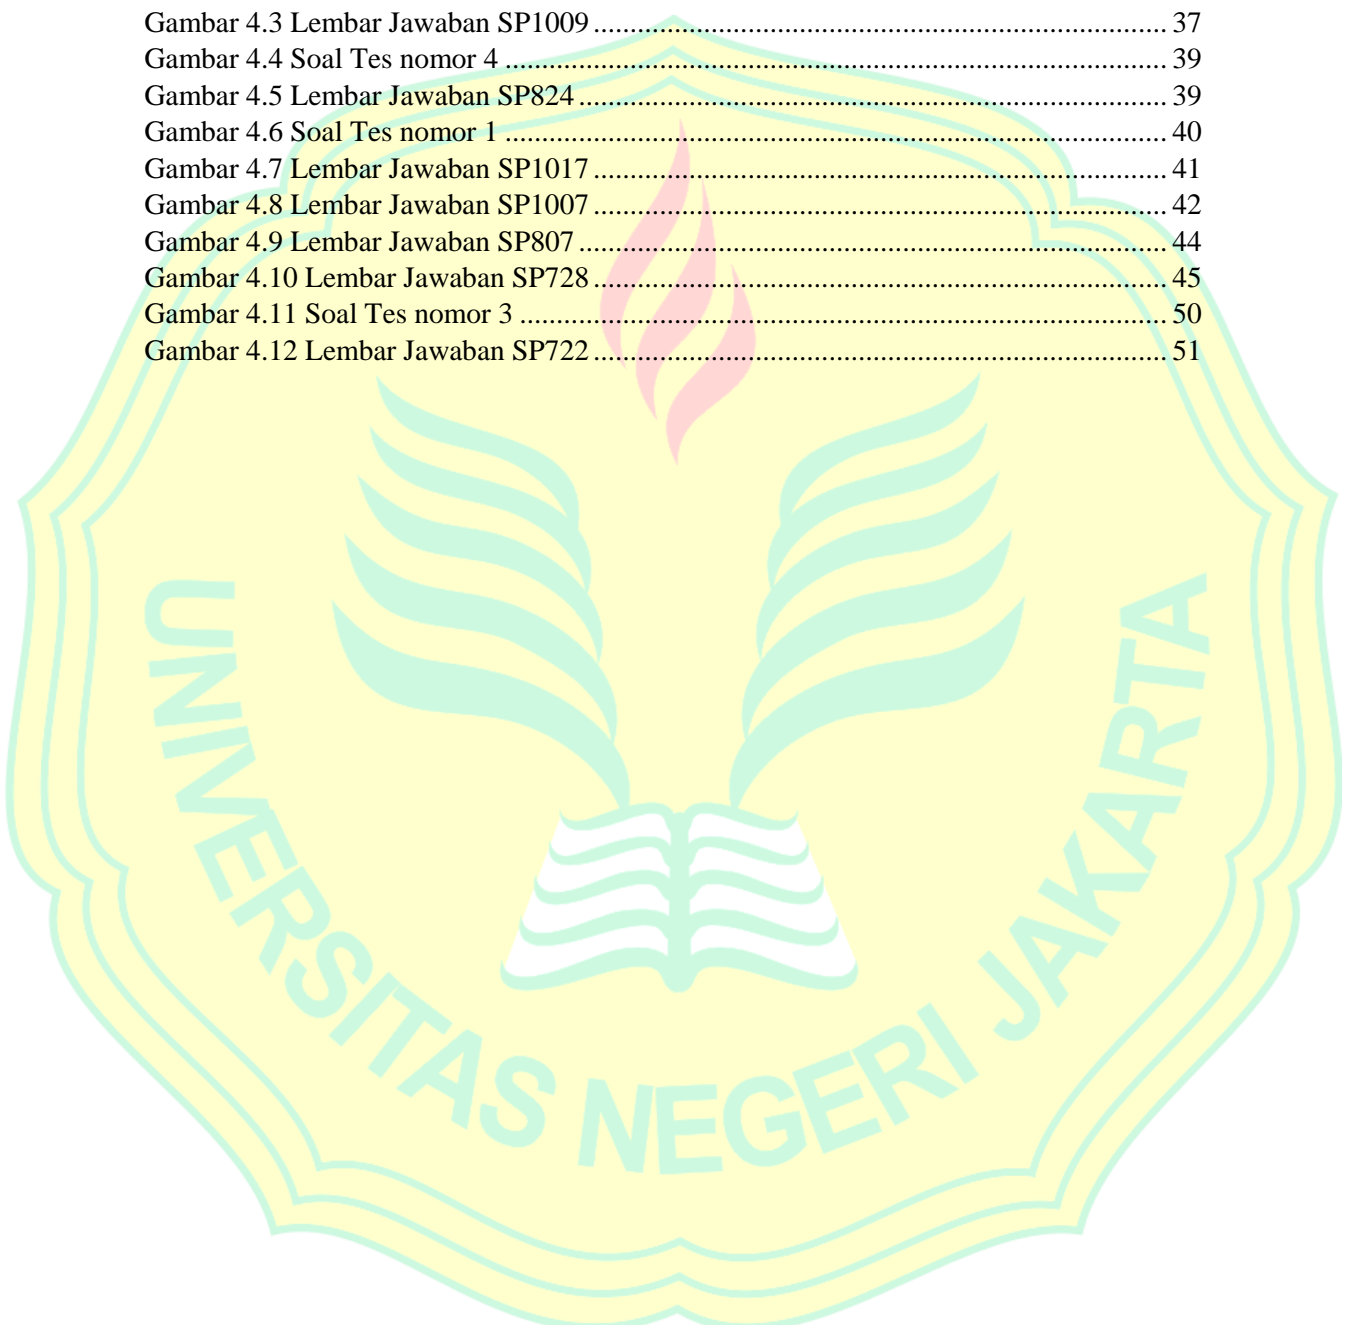 Gambar 4.3 Lembar Jawaban SP1009 ..................................................................................... 37
Gambar 4.4 Soal Tes nomor 4 .................................................................................................. 39
Gambar 4.5 Lembar Jawaban SP824 ....................................................................................... 39
Gambar 4.6 Soal Tes nomor 1 .................................................................................................. 40
Gambar 4.7 Lembar Jawaban SP1017 ..................................................................................... 41
Gambar 4.8 Lembar Jawaban SP1007 ..................................................................................... 42
Gambar 4.9 Lembar Jawaban SP807 ....................................................................................... 44
Gambar 4.10 Lembar Jawaban SP728 ..................................................................................... 45
Gambar 4.11 Soal Tes nomor 3 ................................................................................................ 50
Gambar 4.12 Lembar Jawaban SP722 ..................................................................................... 51
UNIVERSITAS NEGERI JAKARTA